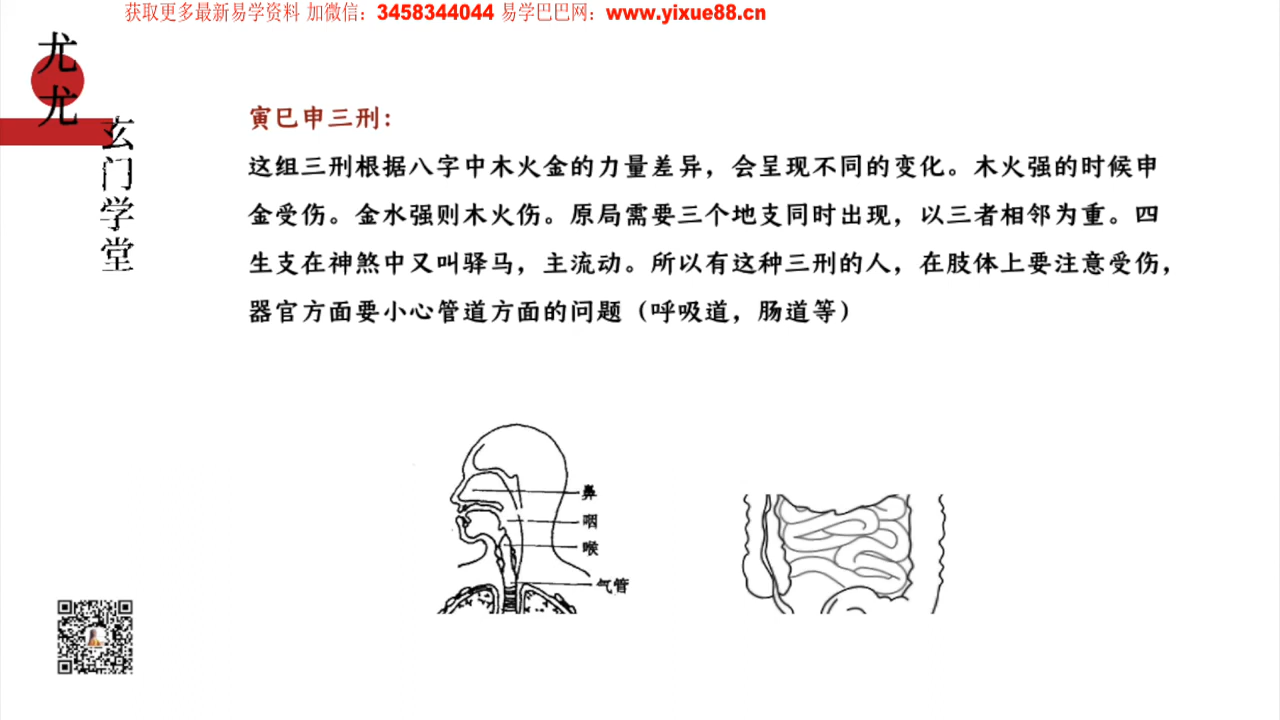 获取更多最新易学资料 加微信：3458344044 易学巴巴网：www.yixue88.cn
尤尤
玄门学堂
寅巳申三刑：
这组三刑根据八字中木火金的力量差异，会呈现不同的变化。木火强的时候申
金受伤。金水强则木火伤。原局需要三个地支同时出现，以三者相邻为重。四
生支在神煞中又叫驿马，主流动。所以有这种三刑的人，在肢体上要注意受伤，
器官方面要小心管道方面的问题（呼吸道，肠道等）
鼻
咽
喉
气管